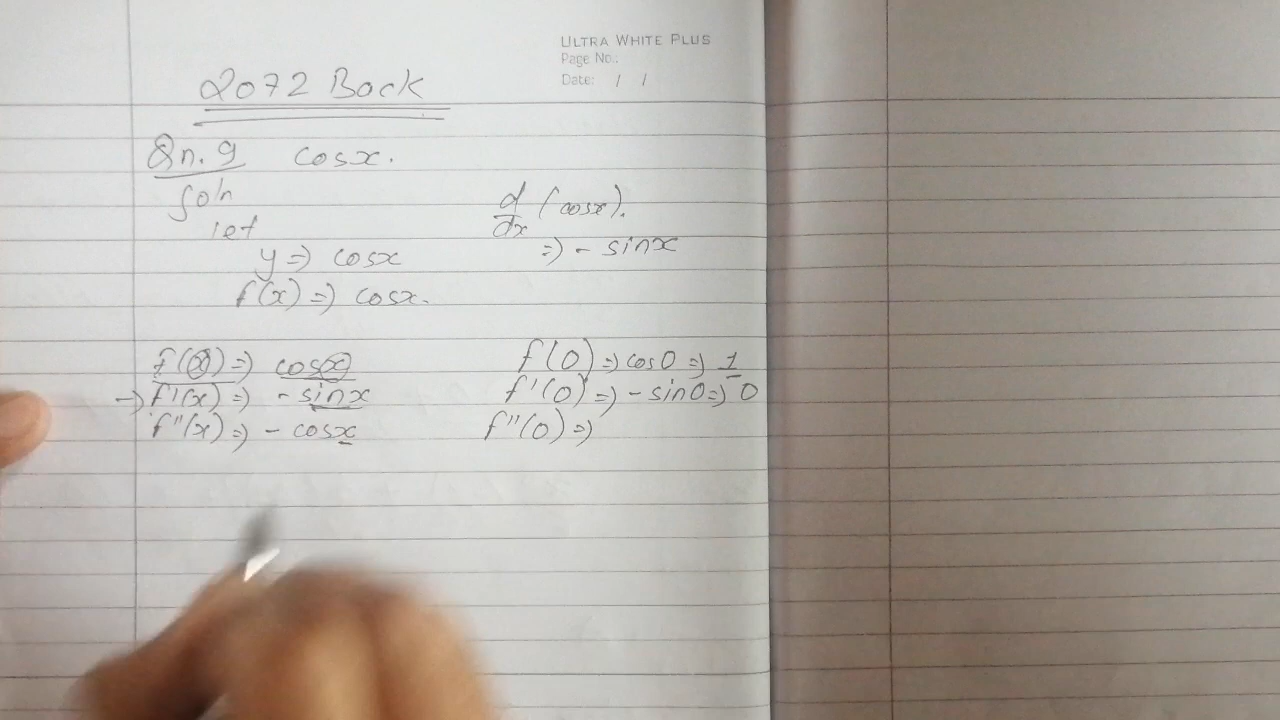 ULTRA WHITE PLUS
Page No.:
Date: / /
2072 Back
Qn. 9 cosx.
Soln
let
y => cosx
f(x) => cosx.
d/dx (cosx).
=> - sinx
f(x) => cosx
-> f'(x) => - sinx
f''(x) => - cosx
f(0) => cos0 => 1
f'(0) => - sin0 => 0
f''(0) =>